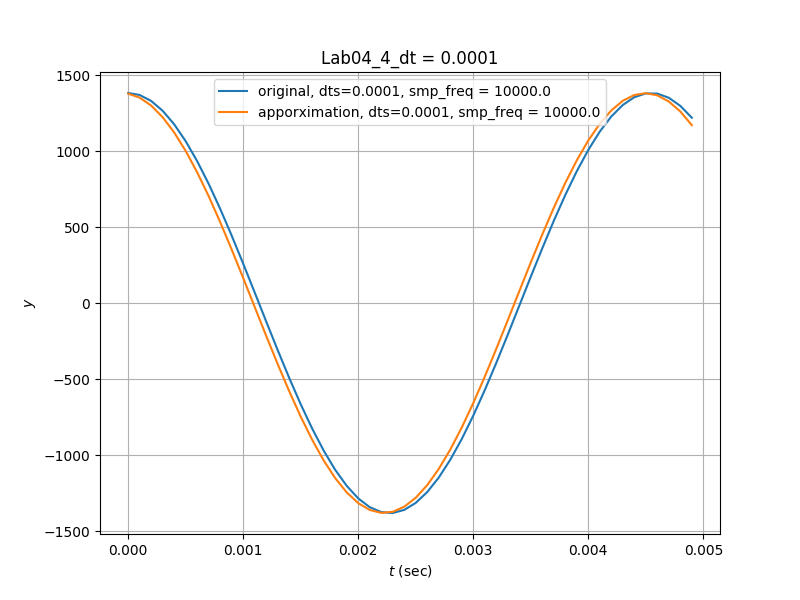 Lab04_4_dt = 0.0001
original, dts=0.0001, smp_freq = 10000.0
apporximation, dts=0.0001, smp_freq = 10000.0
1500
1000
500
0
−500
−1000
−1500
y
0.000 0.001 0.002 0.003 0.004 0.005
t (sec)